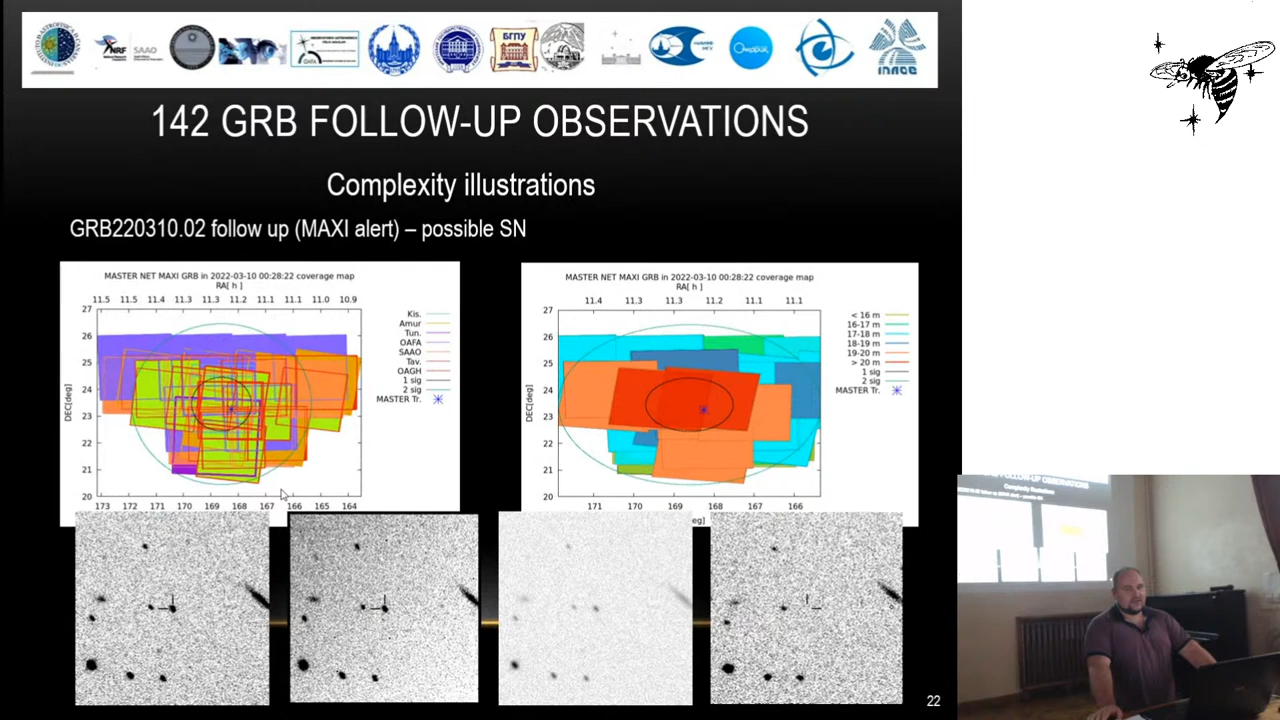 NRF
SAAO
OAFA
БГПУ
Омарик
ІНАОЕ
142 GRB FOLLOW-UP OBSERVATIONS
Complexity illustrations
GRB220310.02 follow up (MAXI alert) – possible SN
MASTER NET MAXI GRB in 2022-03-10 00:28:22 coverage map
RA[ h ]
11.5 11.5 11.4 11.3 11.3 11.2 11.1 11.1 11.0 10.9
27
26
25
24
23
22
21
20
DEC[deg]
173 172 171 170 169 168 167 166 165 164
Kis.
Amur
Tun.
OAFA
SAAO
Tav.
OAGH
1 sig
2 sig
MASTER Tr.
MASTER NET MAXI GRB in 2022-03-10 00:28:22 coverage map
RA[ h ]
11.4 11.3 11.3 11.2 11.1 11.1
27
26
25
24
23
22
21
20
DEC[deg]
171 170 169 168 167 166
eg]
< 16 m
16-17 m
17-18 m
18-19 m
19-20 m
> 20 m
1 sig
2 sig
MASTER Tr.
22